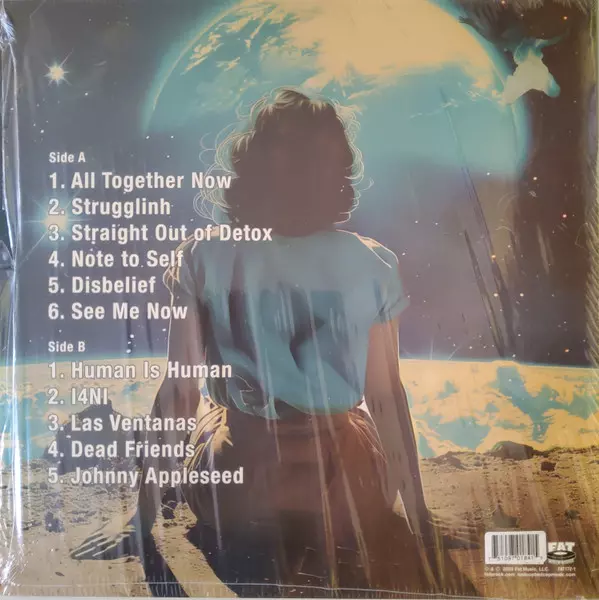 Side A
1. All Together Now
2. Strugglinh
3. Straight Out of Detox
4. Note to Self
5. Disbelief
6. See Me Now
Side B
1. Human Is Human
2. I4NI
3. Las Ventanas
4. Dead Friends
5. Johnny Appleseed
FAT